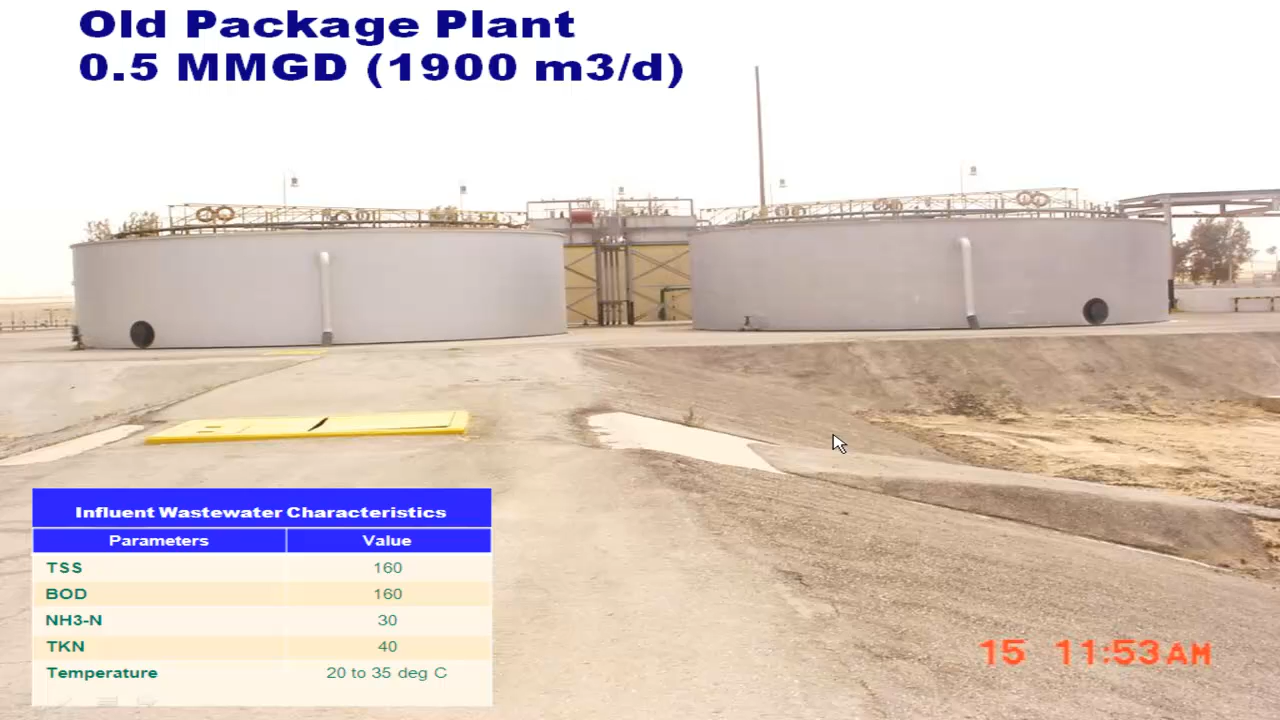 Old Package Plant
0.5 MMGD (1900 m3/d)
Influent Wastewater Characteristics
Parameters Value
TSS 160
BOD 160
NH3-N 30
TKN 40
Temperature 20 to 35 deg C
15 11:53AM